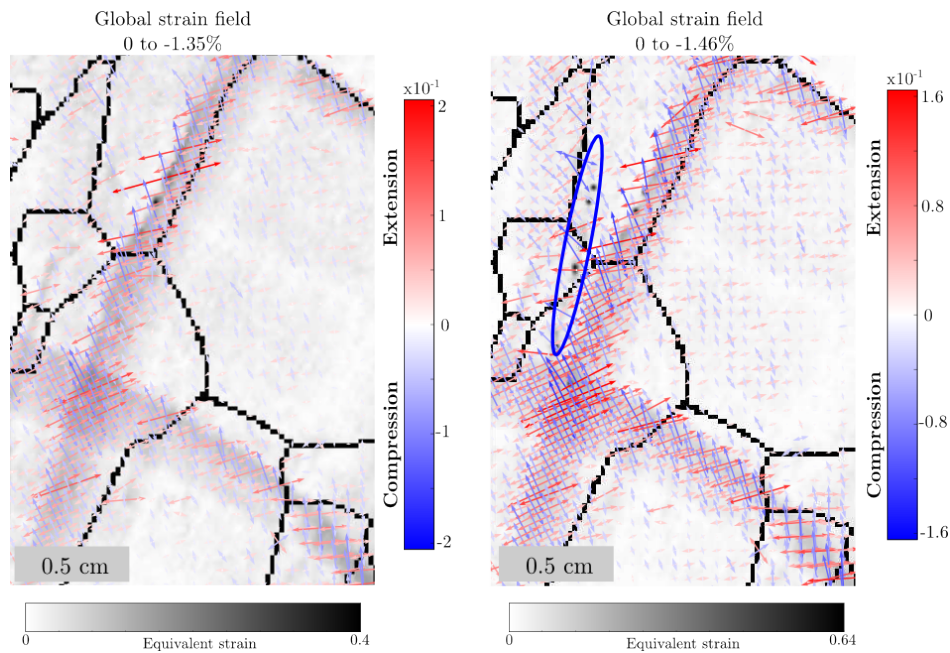 Global strain field
0 to -1.35%
x10⁻¹
2
1
0
-1
-2
Extension
Compression
0.5 cm
0
0.4
Equivalent strain
Global strain field
0 to -1.46%
x10⁻¹
1.6
0.8
0
-0.8
-1.6
Extension
Compression
0.5 cm
0
0.64
Equivalent strain